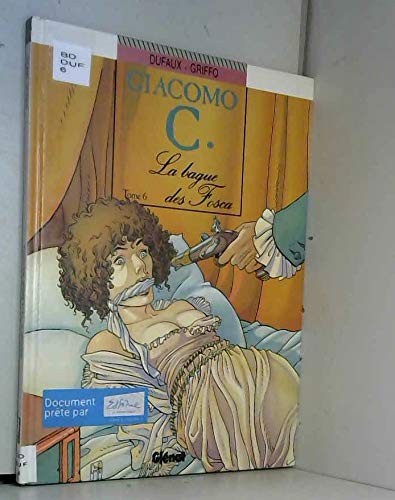 BD
DUF
6
DUFAUX - GRIFFO
GIACOMO
C.
La bague
des Fosca
Tome 6
Document
prêté par
Glénat